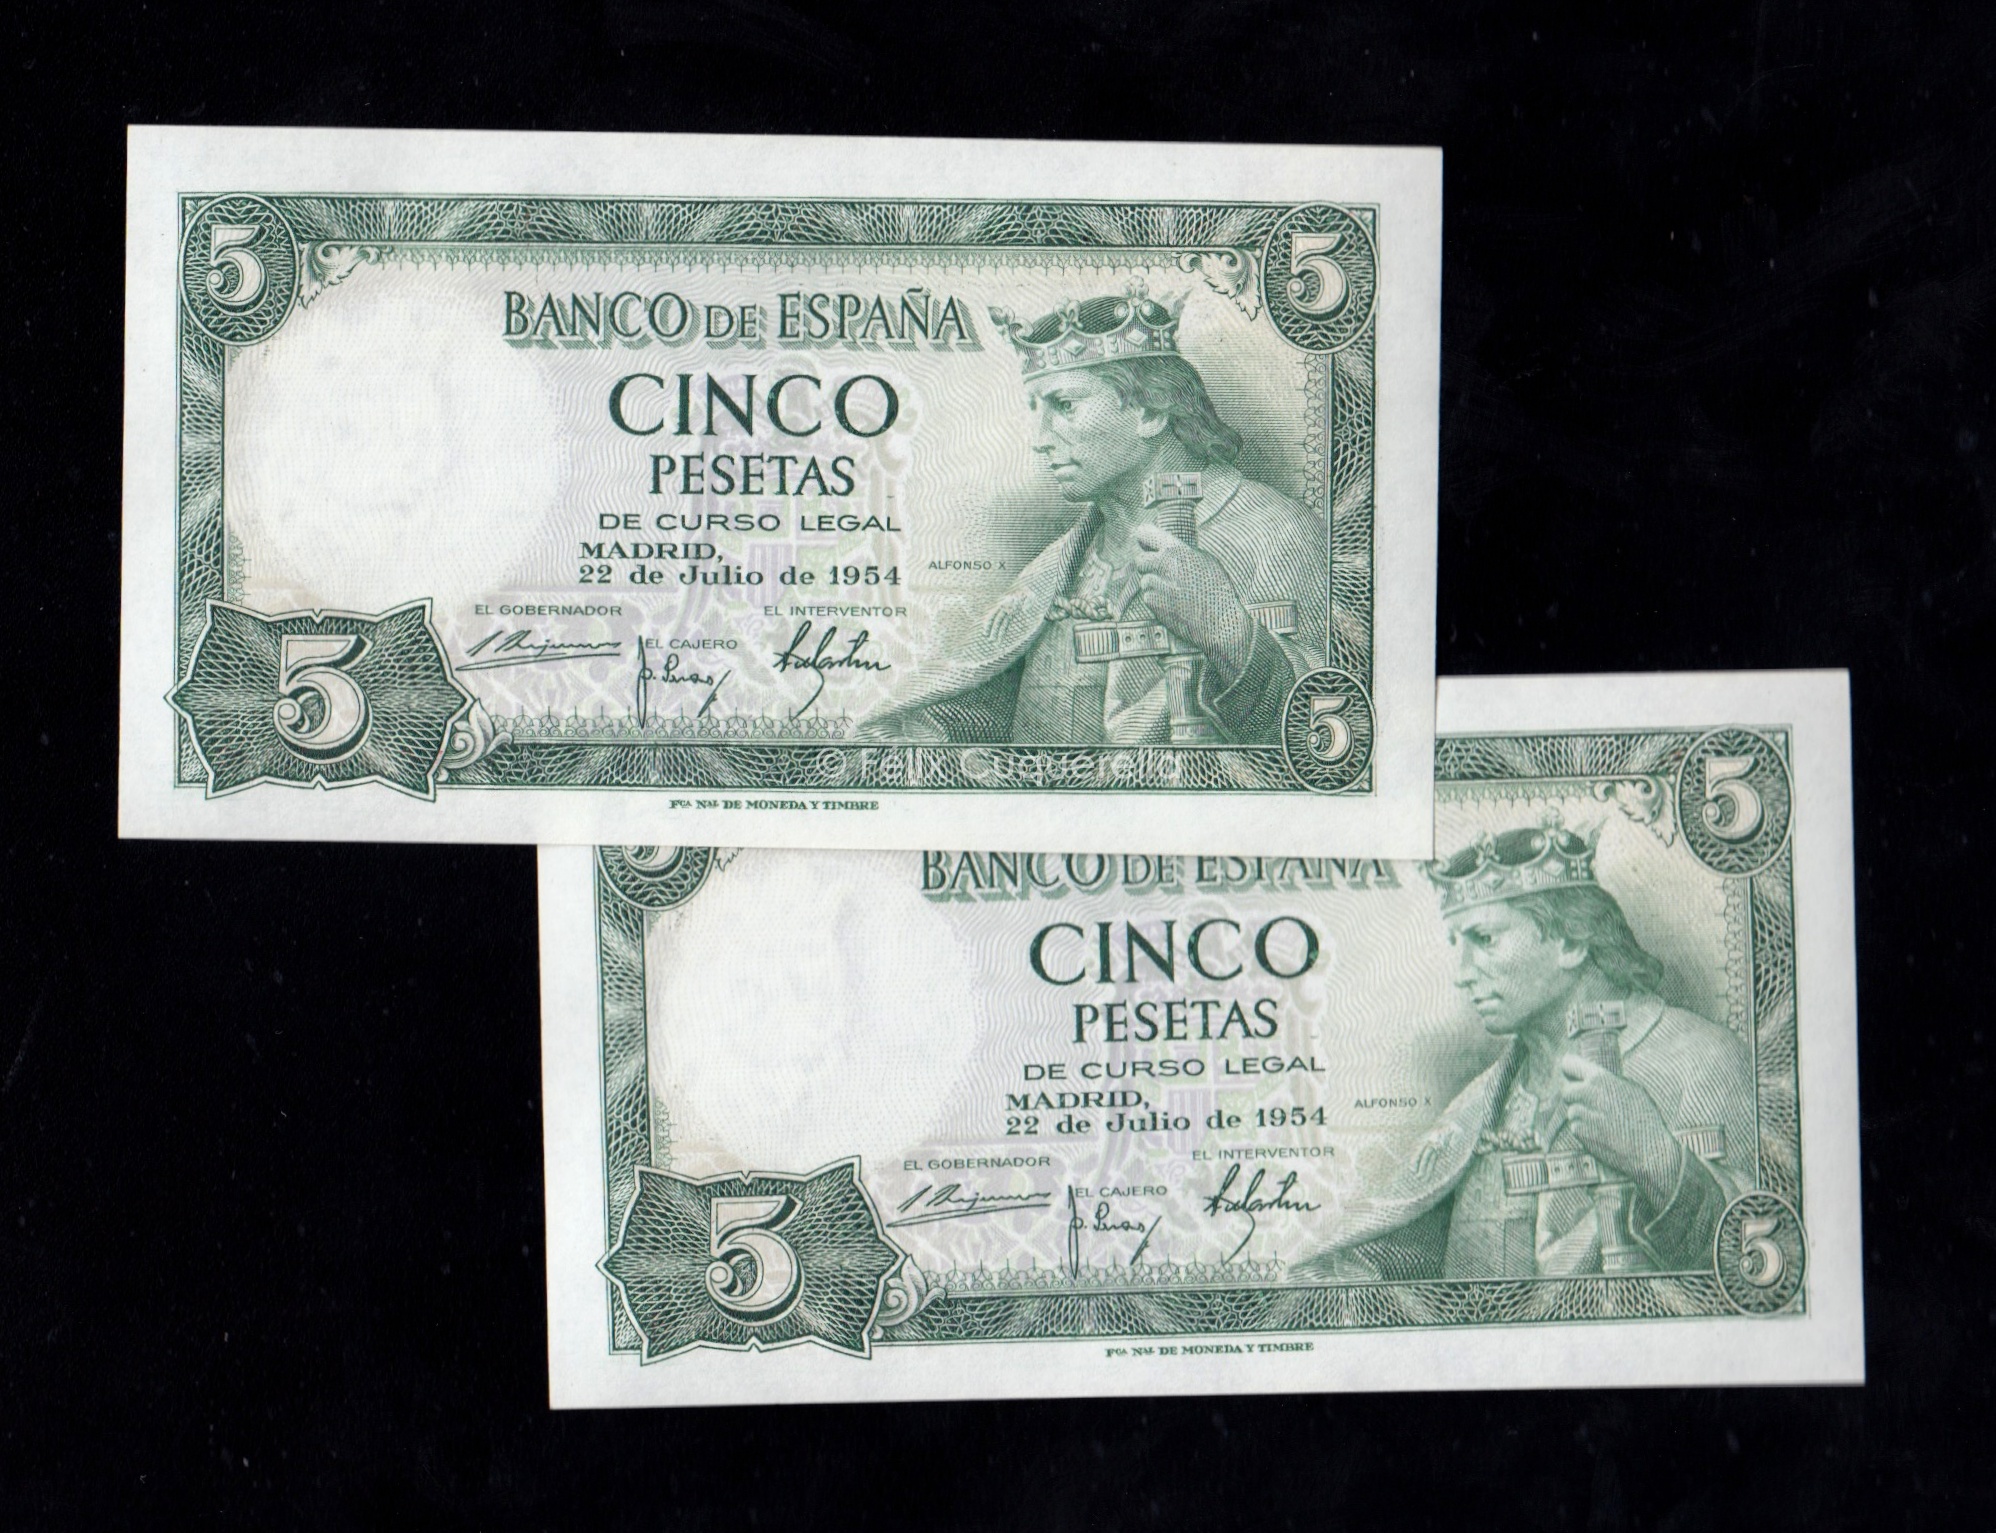 5
5
BANCO DE ESPAÑA
CINCO
PESETAS
DE CURSO LEGAL
MADRID,
22 de Julio de 1954
ALFONSO X
EL GOBERNADOR
EL INTERVENTOR
EL CAJERO
5
5
© Felix Cuquerella
Fca Nal DE MONEDA Y TIMBRE
5
5
BANCO DE ESPAÑA
CINCO
PESETAS
DE CURSO LEGAL
MADRID,
22 de Julio de 1954
ALFONSO X
EL GOBERNADOR
EL INTERVENTOR
EL CAJERO
5
5
Fca Nal DE MONEDA Y TIMBRE